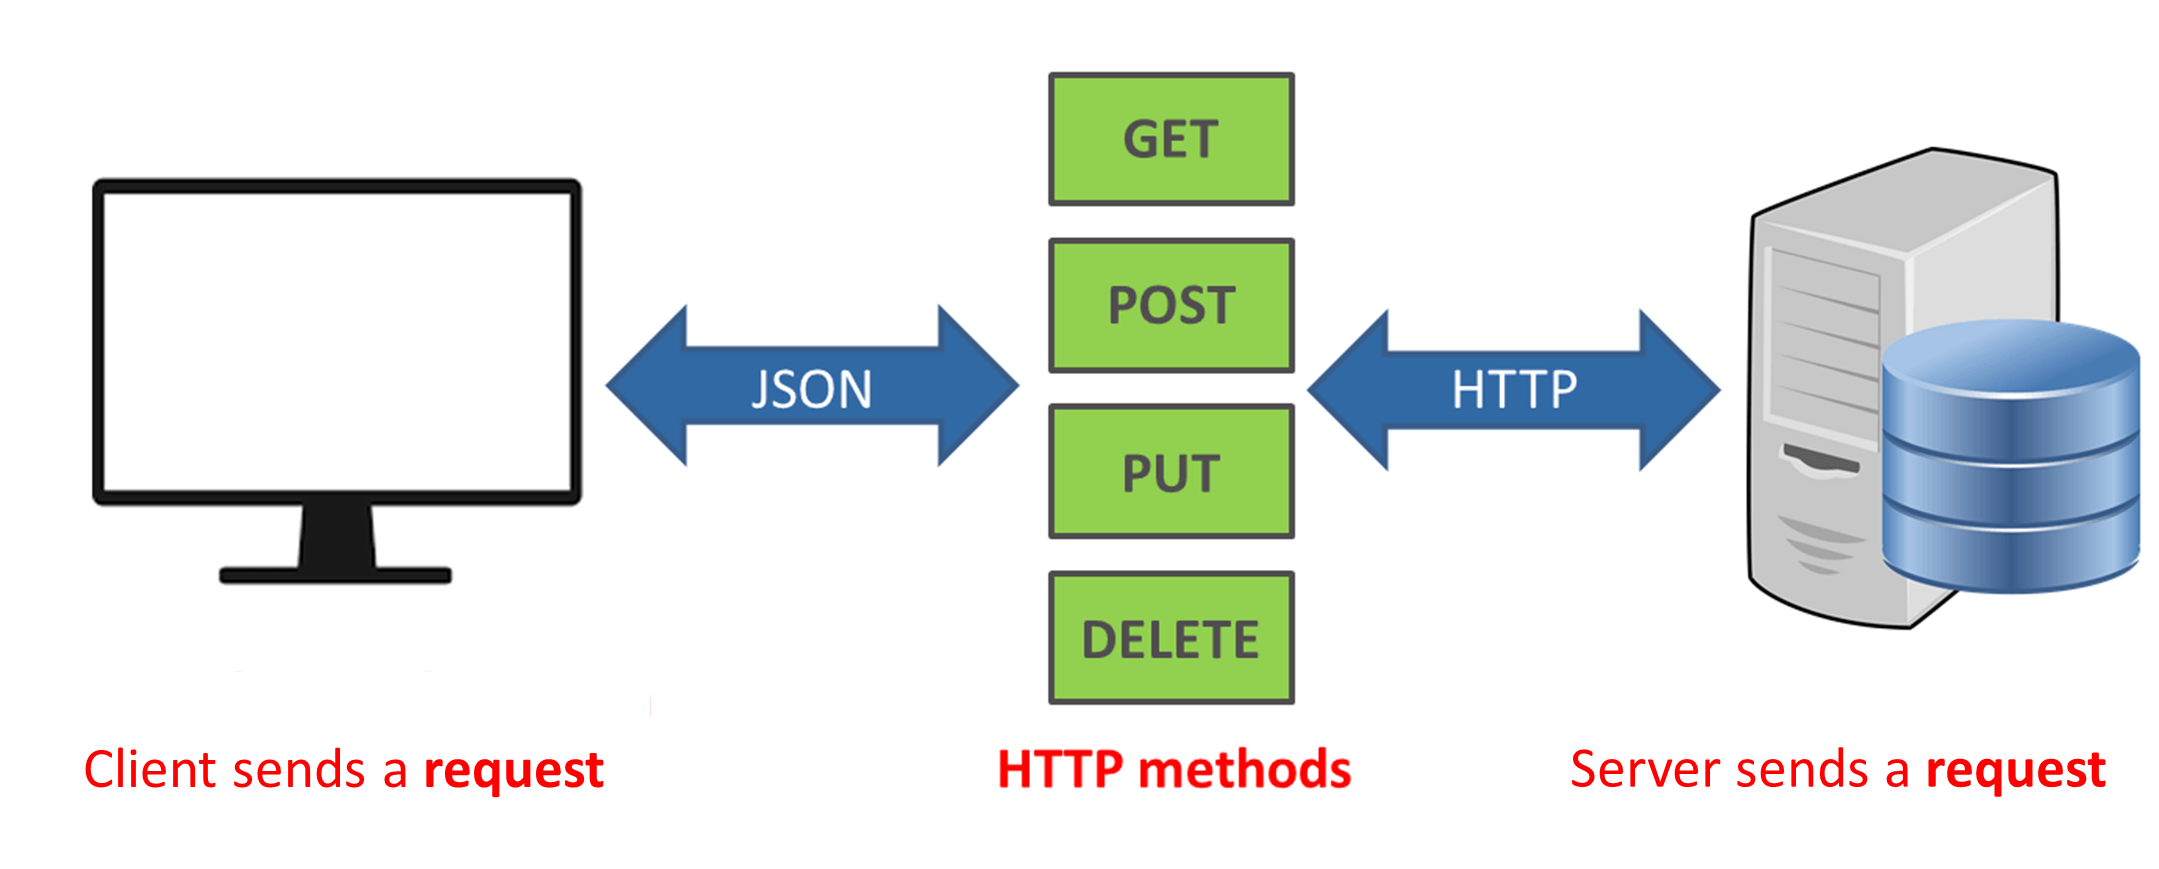 GET
POST
JSON
HTTP
PUT
DELETE
Client sends a request
HTTP methods
Server sends a request